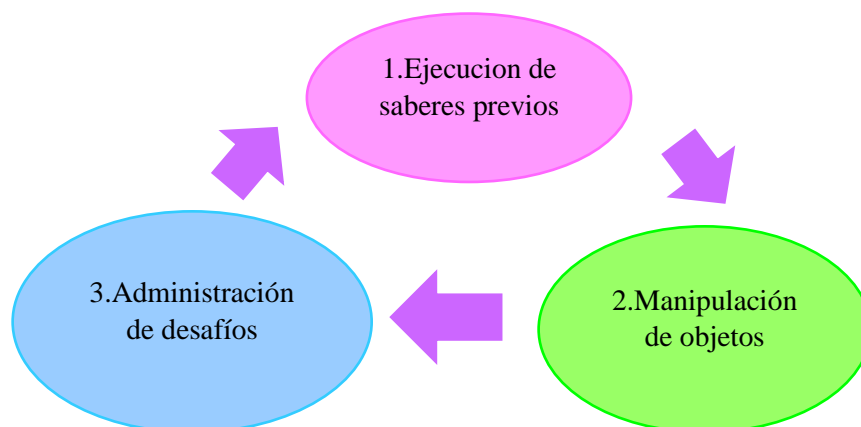 1.Ejecucion de
saberes previos
2.Manipulación
de objetos
3.Administración
de desafíos